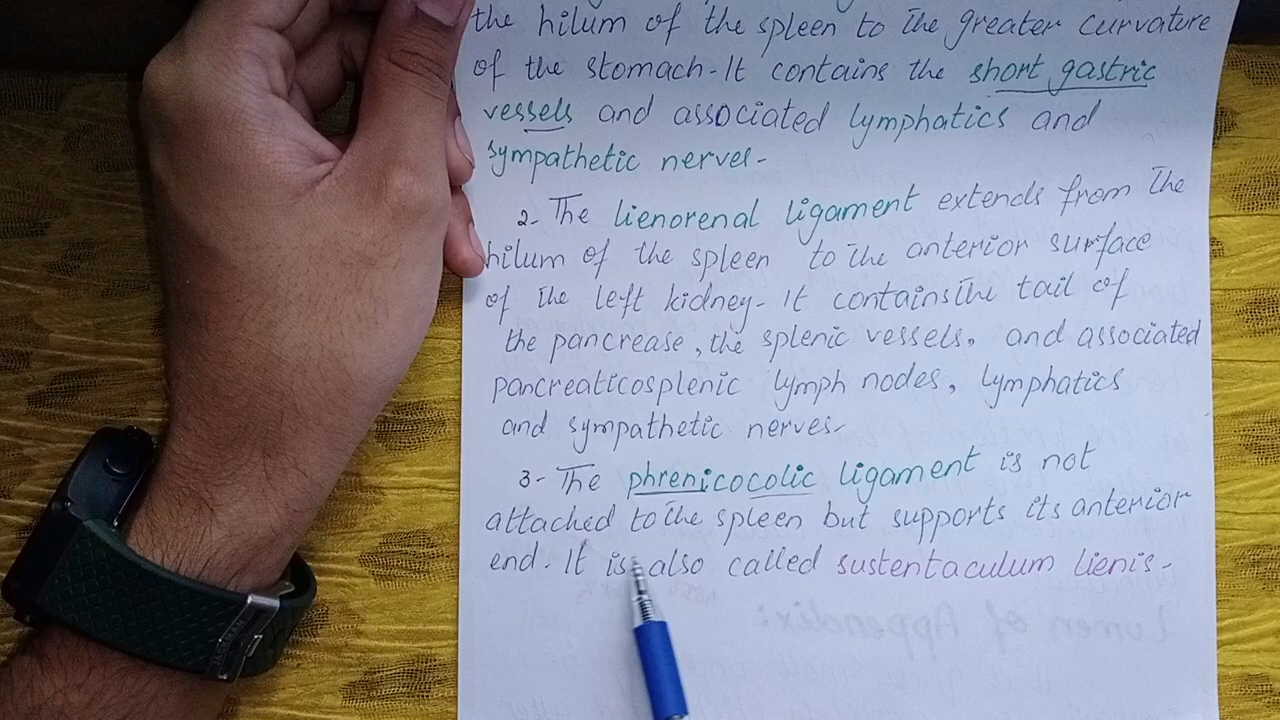 the hilum of the spleen to the greater curvature
of the stomach- It contains the short gastric
vessels and associated lymphatics and
sympathetic nerves-
2- The lienorenal ligament extends from the
hilum of the spleen to the anterior surface
of the left kidney- It contains the tail of
the pancrease, the splenic vessels, and associated
pancreaticosplenic lymph nodes, lymphatics
and sympathetic nerves-
3- The phrenicocolic ligament is not
attached to the spleen but supports its anterior
end. It is also called sustentaculum lienis-
Lumen of Appendix: